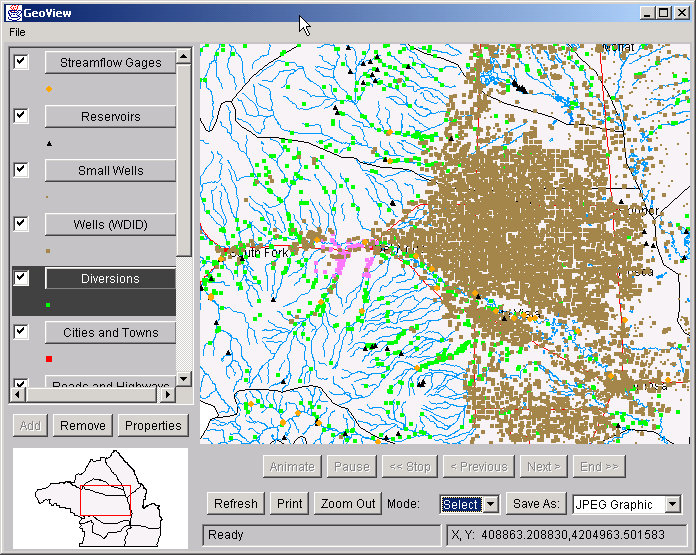 GeoView
File
Streamflow Gages
Reservoirs
Small Wells
Wells (WDID)
Diversions
Cities and Towns
Roads and Highways
South Fork
Add
Remove
Properties
Animate
Pause
<< Stop
< Previous
Next >
End >>
Refresh
Print
Zoom Out
Mode:
Select
Save As:
JPEG Graphic
Ready
X, Y: 408863.208830,4204963.501583